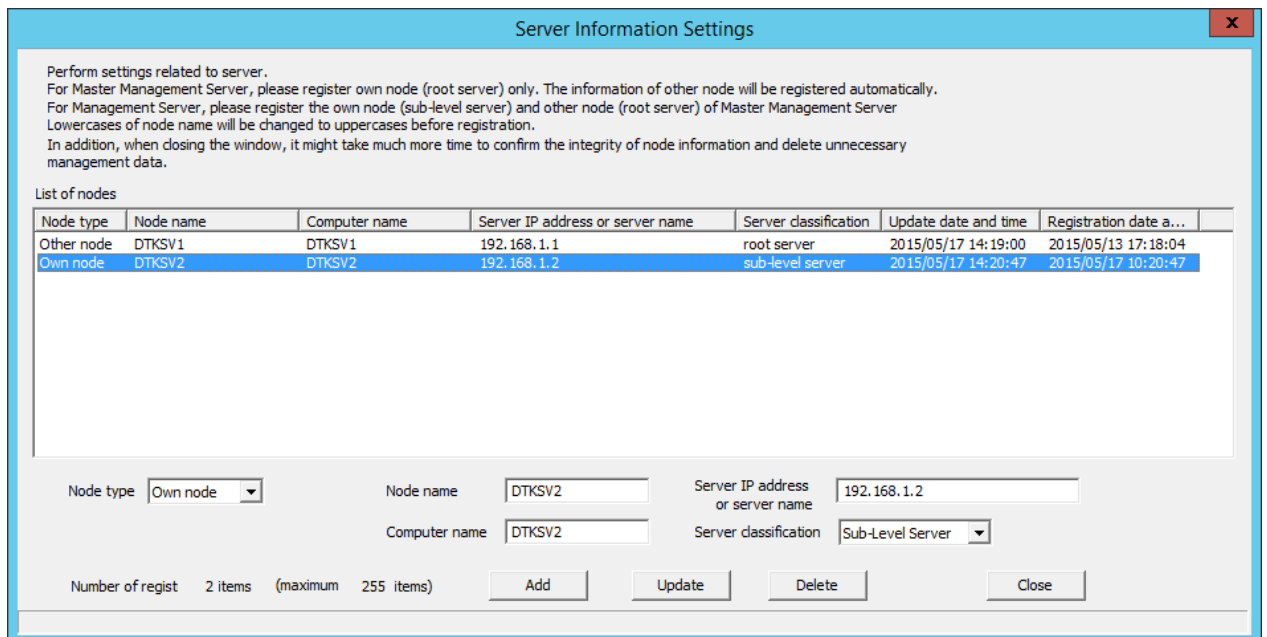 Server Information Settings
x
Perform settings related to server.
For Master Management Server, please register own node (root server) only. The information of other node will be registered automatically.
For Management Server, please register the own node (sub-level server) and other node (root server) of Master Management Server
Lowercases of node name will be changed to uppercases before registration.
In addition, when closing the window, it might take much more time to confirm the integrity of node information and delete unnecessary
management data.
List of nodes
Node type Node name Computer name Server IP address or server name Server classification Update date and time Registration date a...
Other node DTKSV1 DTKSV1 192.168.1.1 root server 2015/05/17 14:19:00 2015/05/13 17:18:04
Own node DTKSV2 DTKSV2 192.168.1.2 sub-level server 2015/05/17 14:20:47 2015/05/17 10:20:47
Node type Own node Node name DTKSV2 Server IP address or server name 192.168.1.2
Computer name DTKSV2 Server classification Sub-Level Server
Number of regist 2 items (maximum 255 items) Add Update Delete Close